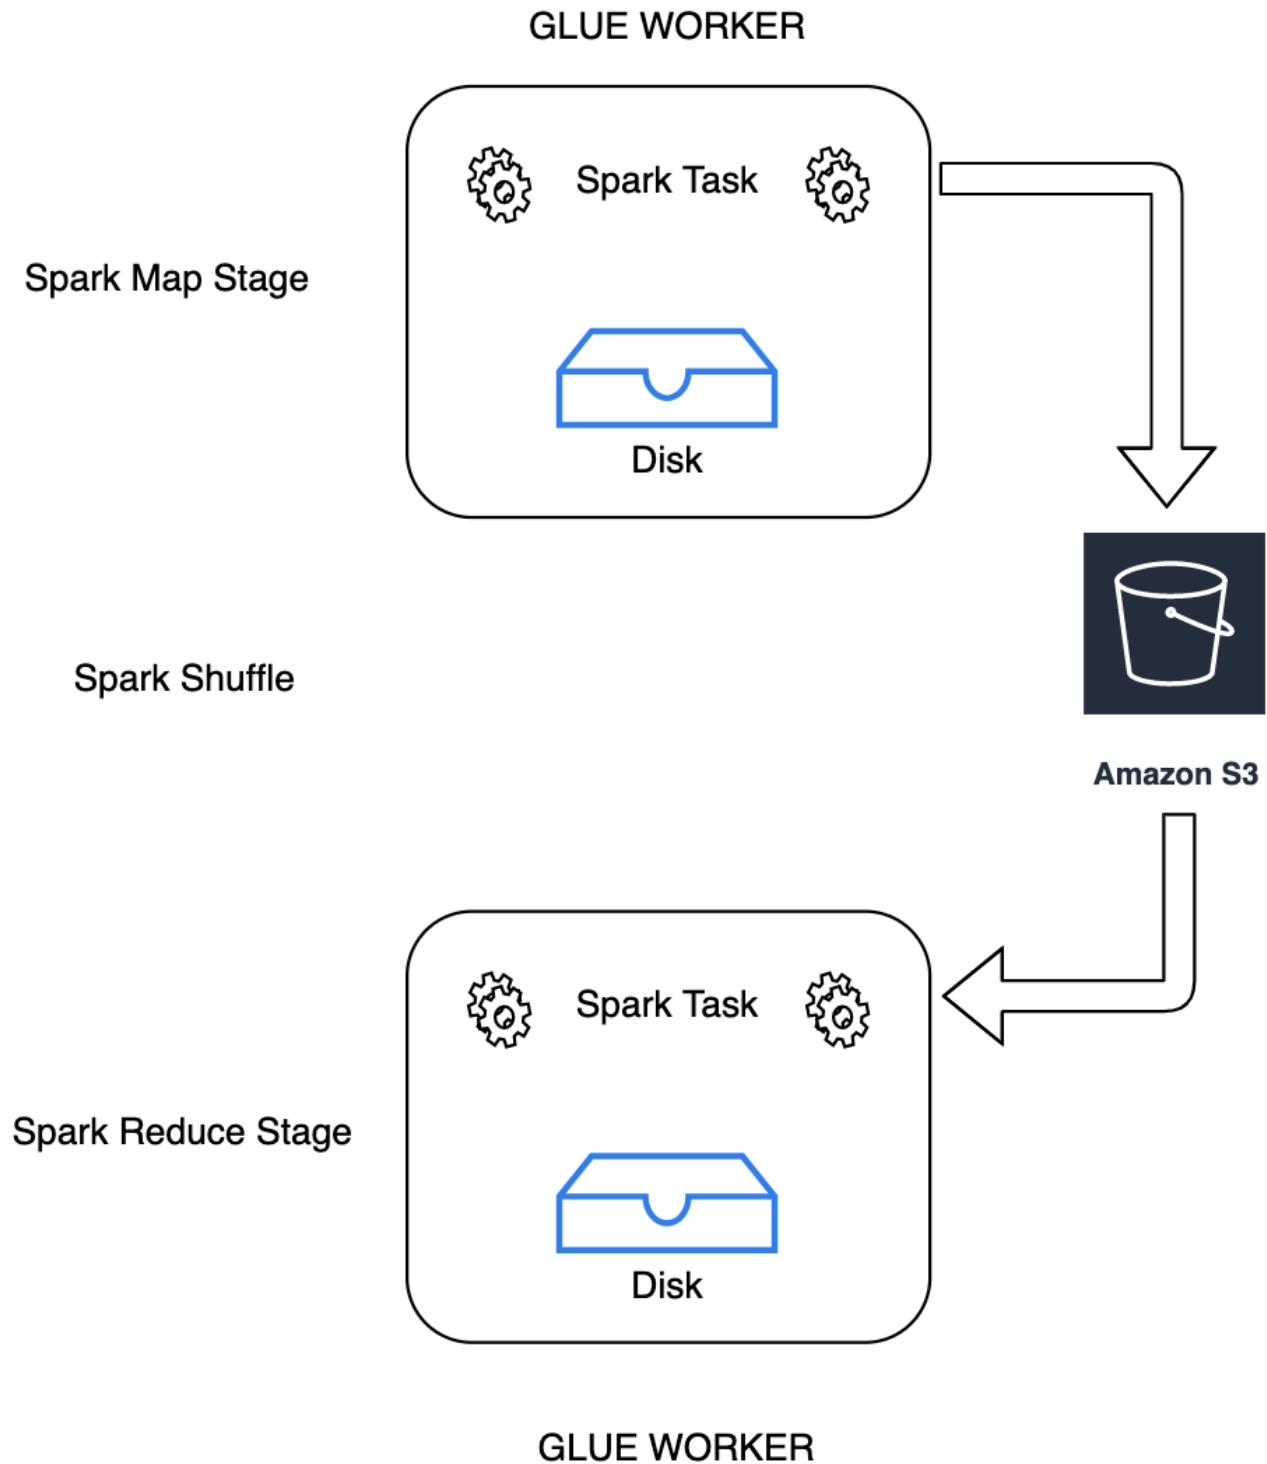 GLUE WORKER
Spark Task
Spark Map Stage
Disk
Spark Shuffle
Amazon S3
Spark Task
Spark Reduce Stage
Disk
GLUE WORKER